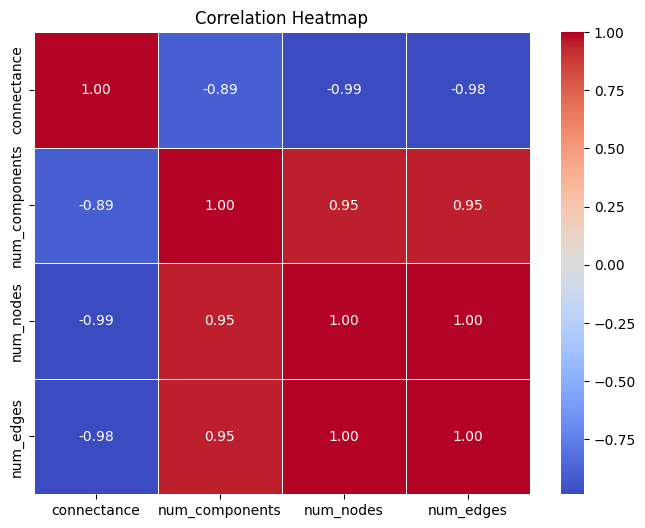 Correlation Heatmap
connectance
num_components
num_nodes
num_edges
1.00 -0.89 -0.99 -0.98
-0.89 1.00 0.95 0.95
-0.99 0.95 1.00 1.00
-0.98 0.95 1.00 1.00
connectance num_components num_nodes num_edges
1.00
0.75
0.50
0.25
0.00
−0.25
−0.50
−0.75